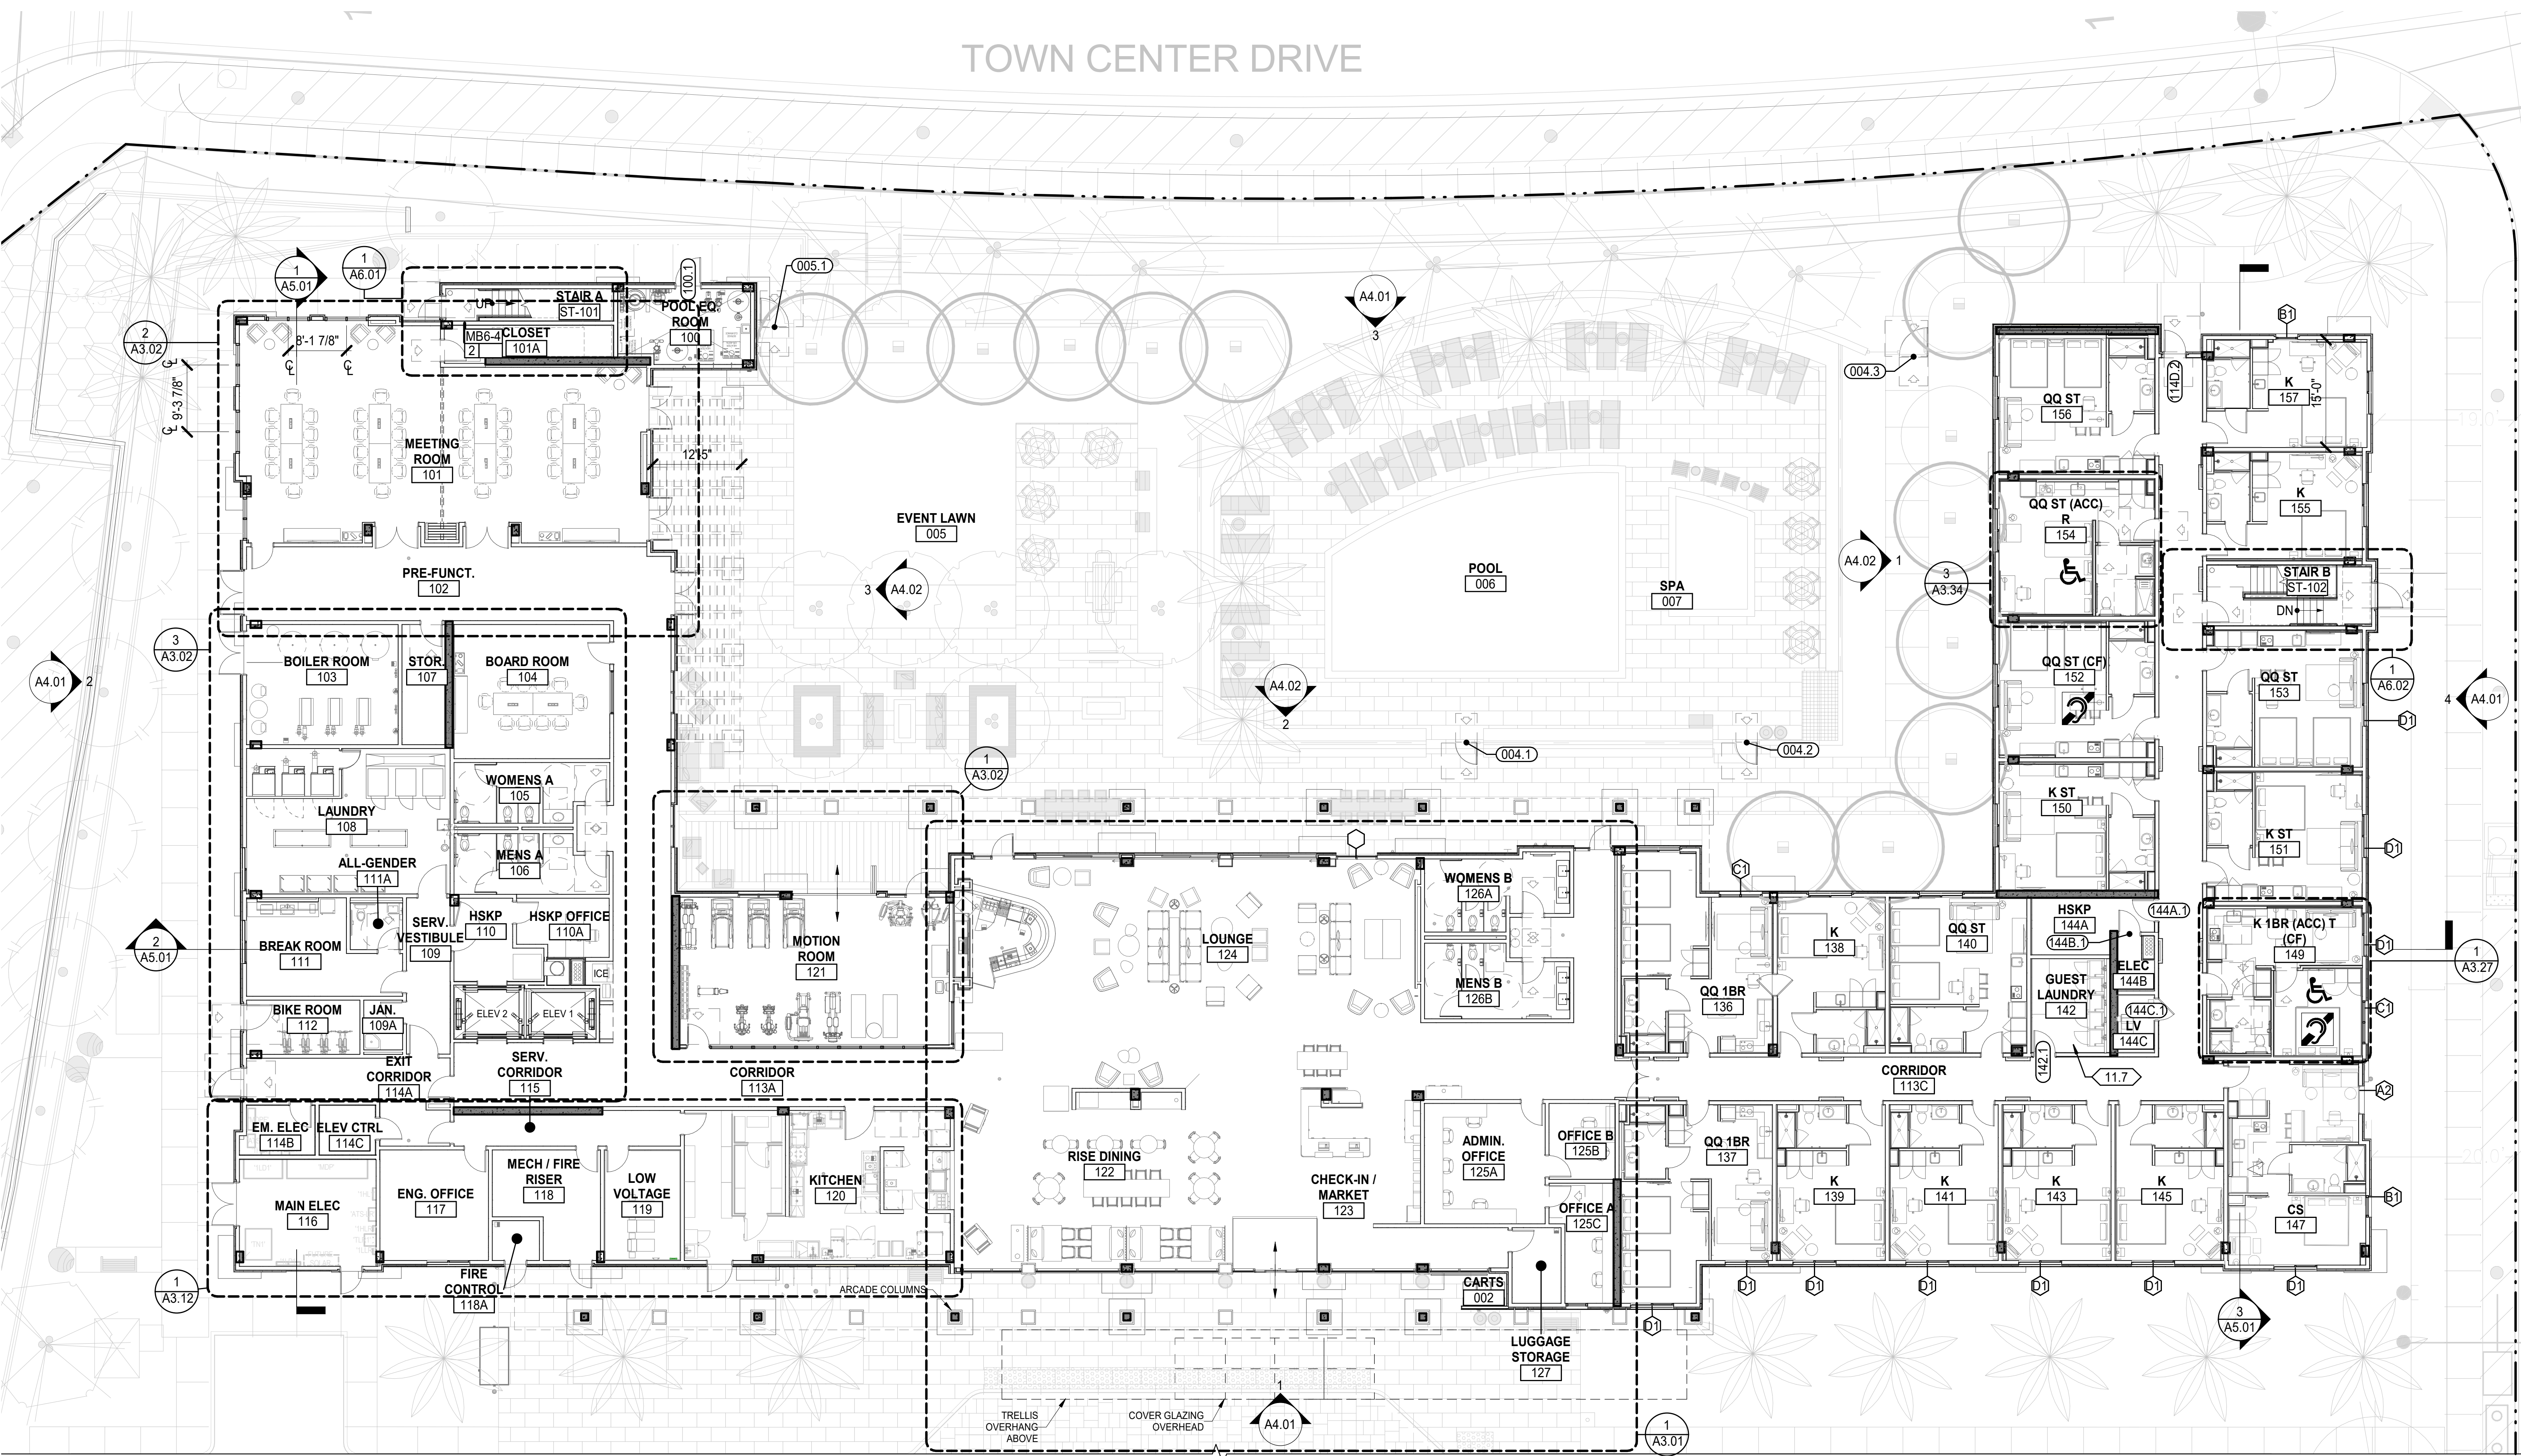 TOWN CENTER DRIVE
1
A5.01
1
A6.01
2
A3.02
UP
STAIR A
ST-101
100.1
005.1
POOL EQ.
ROOM
100
MB6-4
2
CLOSET
101A
8'-1 7/8"
9'-3 7/8"
MEETING
ROOM
101
12'-5"
A4.01
3
004.3
B1
QQ ST
156
114D.2
K
157
15'-0"
QQ ST (ACC)
R
154
K
155
EVENT LAWN
005
POOL
006
SPA
007
A4.02
1
3
A4.02
3
A3.34
STAIR B
ST-102
DN
1
A6.02
PRE-FUNCT.
102
3
A3.02
A4.01
2
BOILER ROOM
103
STOR.
107
BOARD ROOM
104
A4.02
2
004.1
004.2
QQ ST (CF)
152
QQ ST
153
D1
4
A4.01
1
A3.02
WOMENS A
105
LAUNDRY
108
MENS A
106
ALL-GENDER
111A
K ST
150
K ST
151
D1
2
A5.01
BREAK ROOM
111
SERV.
VESTIBULE
109
HSKP
110
HSKP OFFICE
110A
ICE
MOTION
ROOM
121
LOUNGE
124
WOMENS B
126A
MENS B
126B
C1
QQ 1BR
136
K
138
QQ ST
140
HSKP
144A
144A.1
144B.1
ELEC
144B
GUEST
LAUNDRY
142
144C.1
LV
144C
142.1
11.7
K 1BR (ACC) T
(CF)
149
D1
1
A3.27
C1
BIKE ROOM
112
JAN.
109A
ELEV 2
ELEV 1
EXIT
CORRIDOR
114A
SERV.
CORRIDOR
115
CORRIDOR
113A
CORRIDOR
113C
A2
EM. ELEC
114B
ELEV CTRL
114C
MAIN ELEC
116
ENG. OFFICE
117
MECH / FIRE
RISER
118
LOW
VOLTAGE
119
KITCHEN
120
RISE DINING
122
CHECK-IN /
MARKET
123
ADMIN.
OFFICE
125A
OFFICE B
125B
OFFICE A
125C
QQ 1BR
137
K
139
K
141
K
143
K
145
CS
147
B1
FIRE
CONTROL
118A
1
A3.12
ARCADE COLUMNS
CARTS
002
D1
D1
D1
D1
D1
D1
D1
3
A5.01
LUGGAGE
STORAGE
127
TRELLIS
OVERHANG
ABOVE
COVER GLAZING
OVERHEAD
1
A4.01
1
A3.01